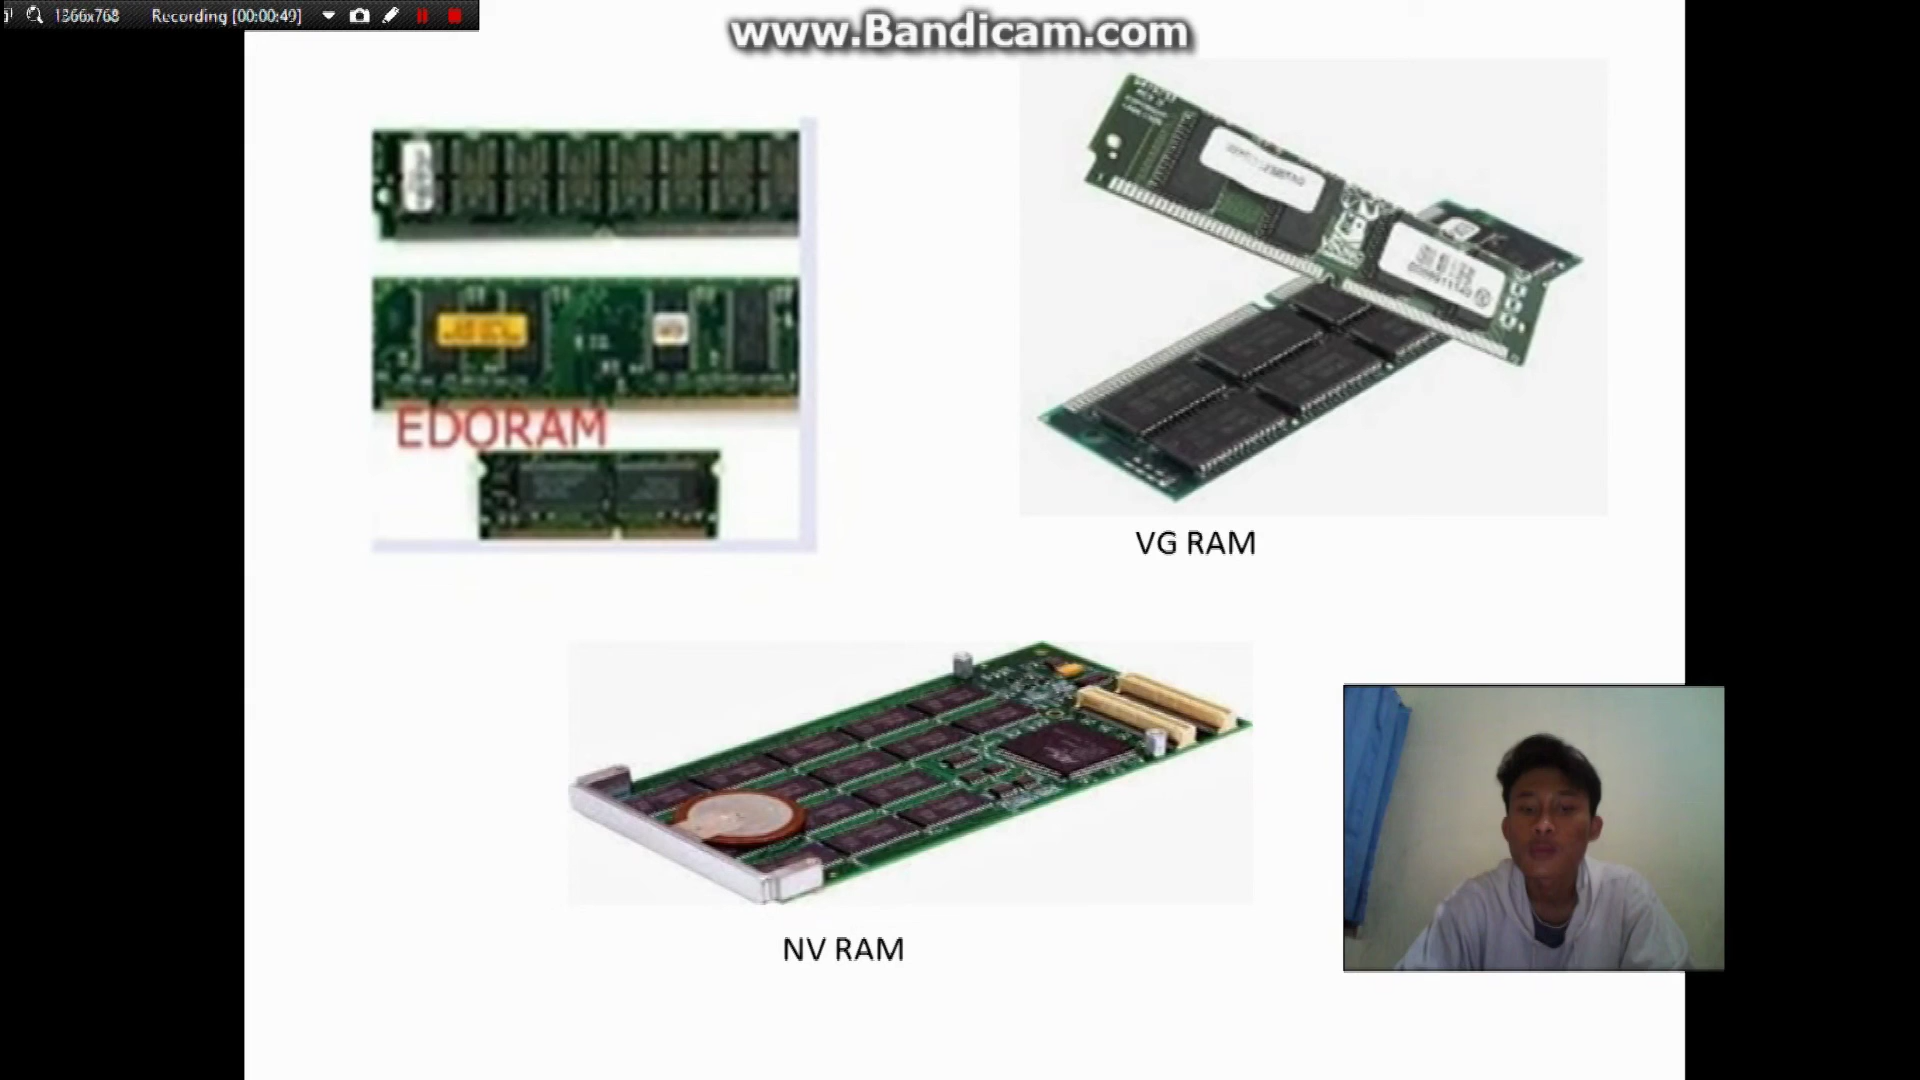 1366x768 Recording [00:00:49]
www.Bandicam.com
EDORAM
VG RAM
NV RAM